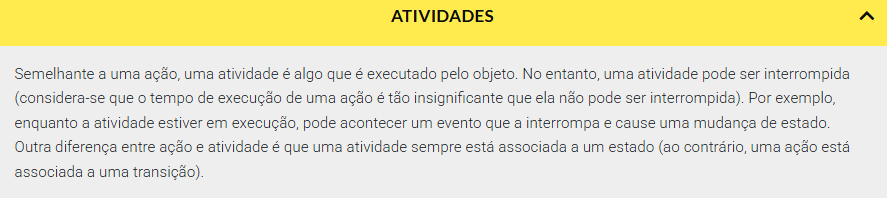 ATIVIDADES
Semelhante a uma ação, uma atividade é algo que é executado pelo objeto. No entanto, uma atividade pode ser interrompida
(considera-se que o tempo de execução de uma ação é tão insignificante que ela não pode ser interrompida). Por exemplo,
enquanto a atividade estiver em execução, pode acontecer um evento que a interrompa e cause uma mudança de estado.
Outra diferença entre ação e atividade é que uma atividade sempre está associada a um estado (ao contrário, uma ação está
associada a uma transição).